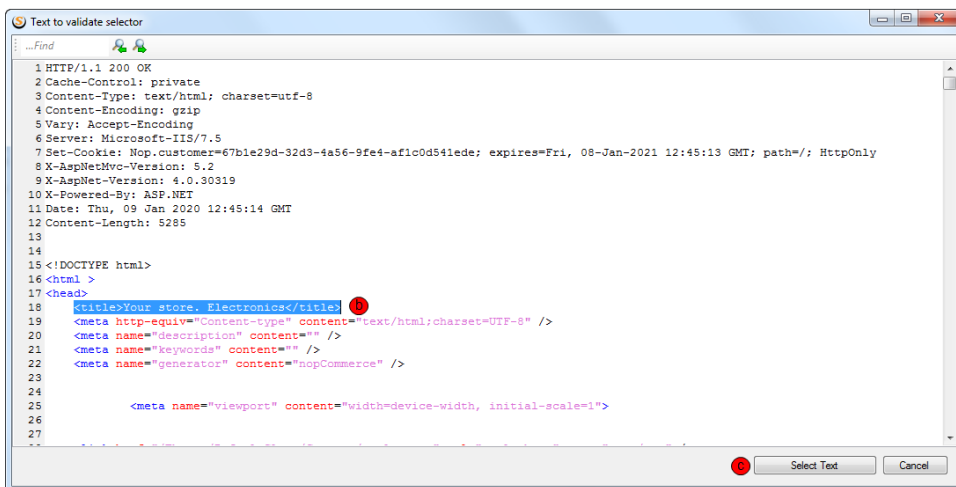 Text to validate selector
...Find
1 HTTP/1.1 200 OK
2 Cache-Control: private
3 Content-Type: text/html; charset=utf-8
4 Content-Encoding: gzip
5 Vary: Accept-Encoding
6 Server: Microsoft-IIS/7.5
7 Set-Cookie: Nop.customer=67b1e29d-32d3-4a56-9fe4-af1c0d541ede; expires=Fri, 08-Jan-2021 12:45:13 GMT; path=/; HttpOnly
8 X-AspNetMvc-Version: 5.2
9 X-AspNet-Version: 4.0.30319
10 X-Powered-By: ASP.NET
11 Date: Thu, 09 Jan 2020 12:45:14 GMT
12 Content-Length: 5285
13
14
15 <!DOCTYPE html>
16 <html >
17 <head>
18 <title>Your store. Electronics</title> b
19 <meta http-equiv="Content-type" content="text/html;charset=UTF-8" />
20 <meta name="description" content="" />
21 <meta name="keywords" content="" />
22 <meta name="generator" content="nopCommerce" />
23
24
25 <meta name="viewport" content="width=device-width, initial-scale=1">
26
27
c Select Text Cancel